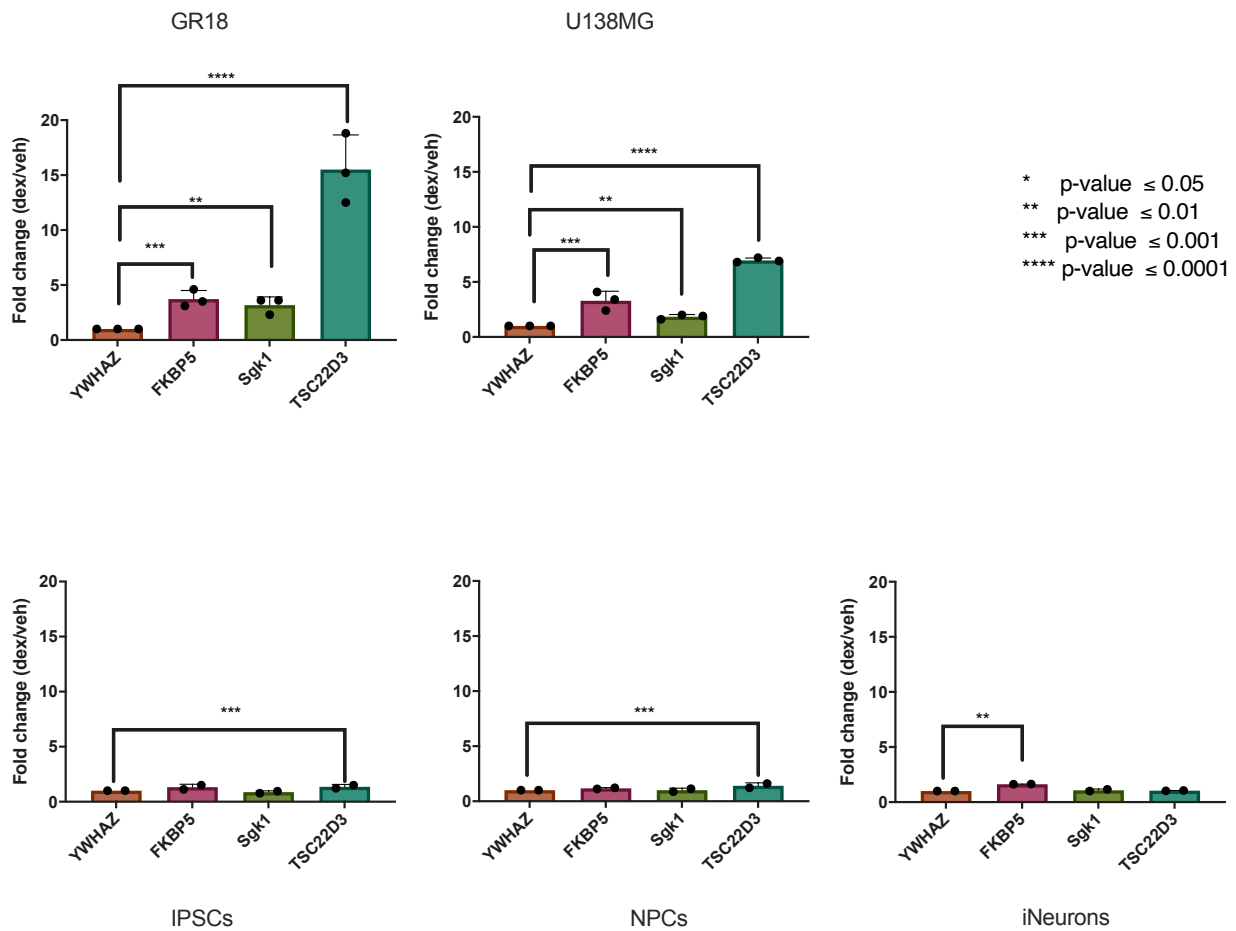 GR18
U138MG
****
***
**
20
15
10
5
0
Fold change (dex/veh)
YWHAZ
FKBP5
Sgk1
TSC22D3
****
**
***
20
15
10
5
0
Fold change (dex/veh)
YWHAZ
FKBP5
Sgk1
TSC22D3
* p-value ≤ 0.05
** p-value ≤ 0.01
*** p-value ≤ 0.001
**** p-value ≤ 0.0001
***
20
15
10
5
0
Fold change (dex/veh)
YWHAZ
FKBP5
Sgk1
TSC22D3
IPSCs
***
20
15
10
5
0
Fold change (dex/veh)
YWHAZ
FKBP5
Sgk1
TSC22D3
NPCs
**
20
15
10
5
0
Fold change (dex/veh)
YWHAZ
FKBP5
Sgk1
TSC22D3
iNeurons